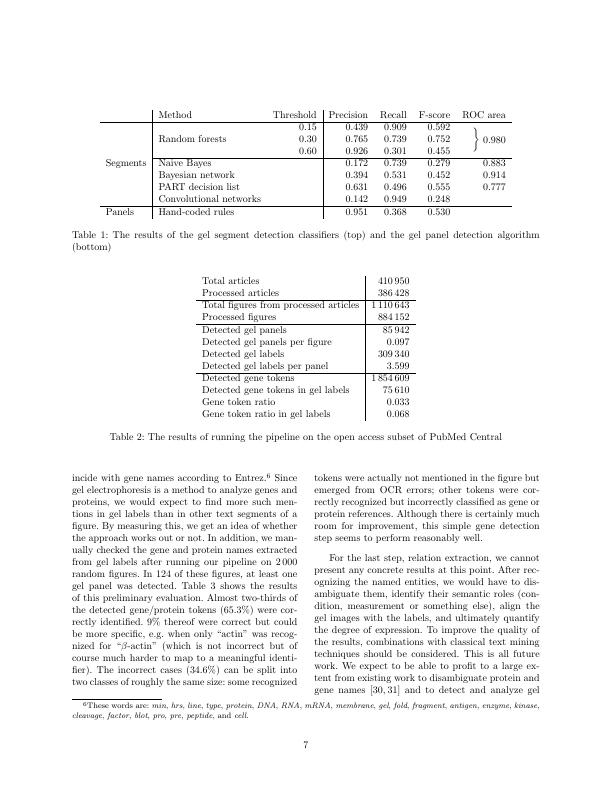 Method Threshold Precision Recall F-score ROC area
0.15 0.439 0.909 0.592
Random forests 0.30 0.765 0.739 0.752 } 0.980
0.60 0.926 0.301 0.455
Segments Naive Bayes 0.172 0.739 0.279 0.883
Bayesian network 0.394 0.531 0.452 0.914
PART decision list 0.631 0.496 0.555 0.777
Convolutional networks 0.142 0.949 0.248
Panels Hand-coded rules 0.951 0.368 0.530
Table 1: The results of the gel segment detection classifiers (top) and the gel panel detection algorithm
(bottom)
Total articles 410 950
Processed articles 386 428
Total figures from processed articles 1 110 643
Processed figures 884 152
Detected gel panels 85 942
Detected gel panels per figure 0.097
Detected gel labels 309 340
Detected gel labels per panel 3.599
Detected gene tokens 1 854 609
Detected gene tokens in gel labels 75 610
Gene token ratio 0.033
Gene token ratio in gel labels 0.068
Table 2: The results of running the pipeline on the open access subset of PubMed Central
incide with gene names according to Entrez.⁶ Since
gel electrophoresis is a method to analyze genes and
proteins, we would expect to find more such men-
tions in gel labels than in other text segments of a
figure. By measuring this, we get an idea of whether
the approach works out or not. In addition, we man-
ually checked the gene and protein names extracted
from gel labels after running our pipeline on 2 000
random figures. In 124 of these figures, at least one
gel panel was detected. Table 3 shows the results
of this preliminary evaluation. Almost two-thirds of
the detected gene/protein tokens (65.3%) were cor-
rectly identified. 9% thereof were correct but could
be more specific, e.g. when only “actin” was recog-
nized for “β-actin” (which is not incorrect but of
course much harder to map to a meaningful identi-
fier). The incorrect cases (34.6%) can be split into
two classes of roughly the same size: some recognized
tokens were actually not mentioned in the figure but
emerged from OCR errors; other tokens were cor-
rectly recognized but incorrectly classified as gene or
protein references. Although there is certainly much
room for improvement, this simple gene detection
step seems to perform reasonably well.
For the last step, relation extraction, we cannot
present any concrete results at this point. After rec-
ognizing the named entities, we would have to dis-
ambiguate them, identify their semantic roles (con-
dition, measurement or something else), align the
gel images with the labels, and ultimately quantify
the degree of expression. To improve the quality of
the results, combinations with classical text mining
techniques should be considered. This is all future
work. We expect to be able to profit to a large ex-
tent from existing work to disambiguate protein and
gene names [30, 31] and to detect and analyze gel
⁶These words are: min, hrs, line, type, protein, DNA, RNA, mRNA, membrane, gel, fold, fragment, antigen, enzyme, kinase,
cleavage, factor, blot, pro, pre, peptide, and cell.
7